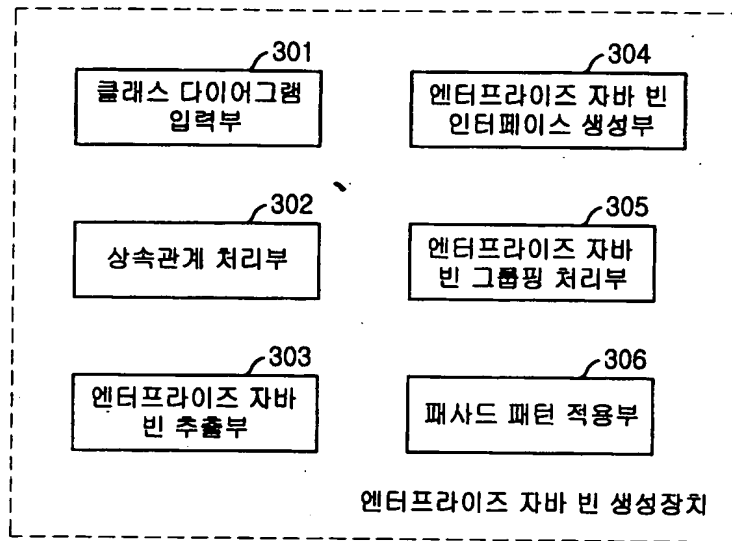 301
클래스 다이어그램
입력부
304
엔터프라이즈 자바 빈
인터페이스 생성부
302
상속관계 처리부
305
엔터프라이즈 자바
빈 그룹핑 처리부
303
엔터프라이즈 자바
빈 추출부
306
패사드 패턴 적용부
엔터프라이즈 자바 빈 생성장치